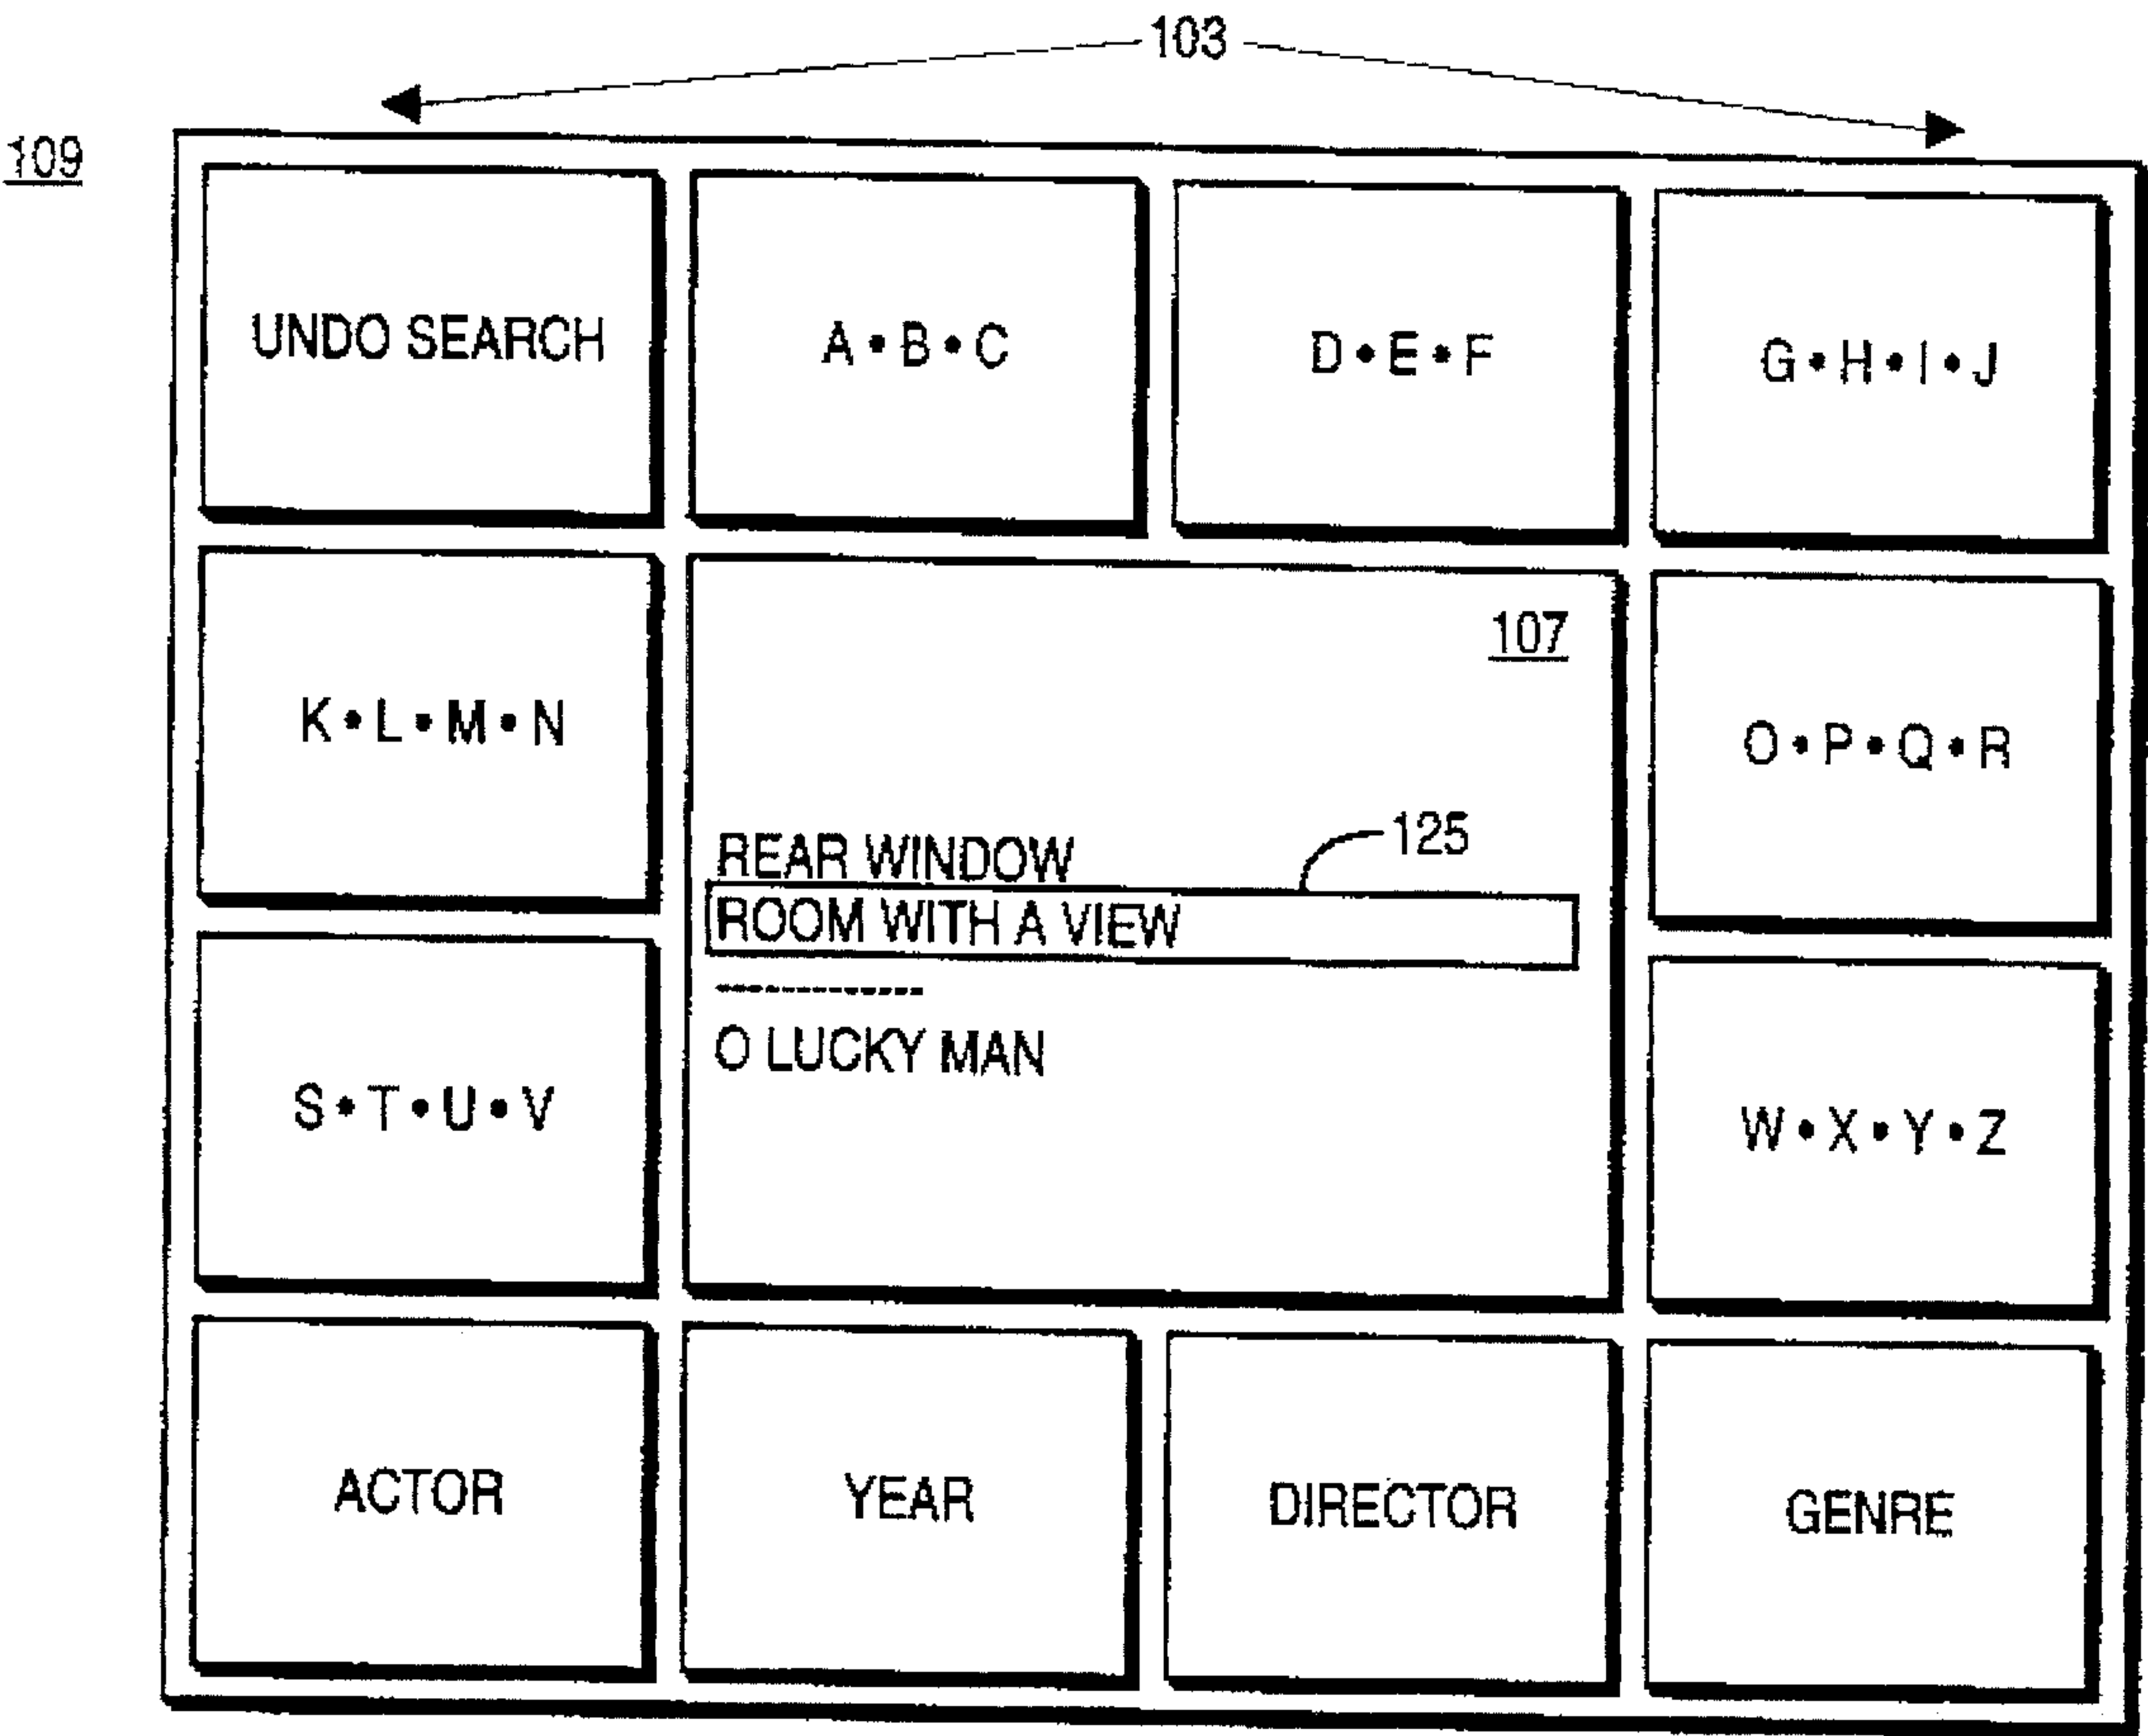 103
109
UNDO SEARCH
A•B•C
D•E•F
G•H•I•J
K•L•M•N
107
O•P•Q•R
REAR WINDOW
125
ROOM WITH A VIEW
-------------
O LUCKY MAN
S•T•U•V
W•X•Y•Z
ACTOR
YEAR
DIRECTOR
GENRE